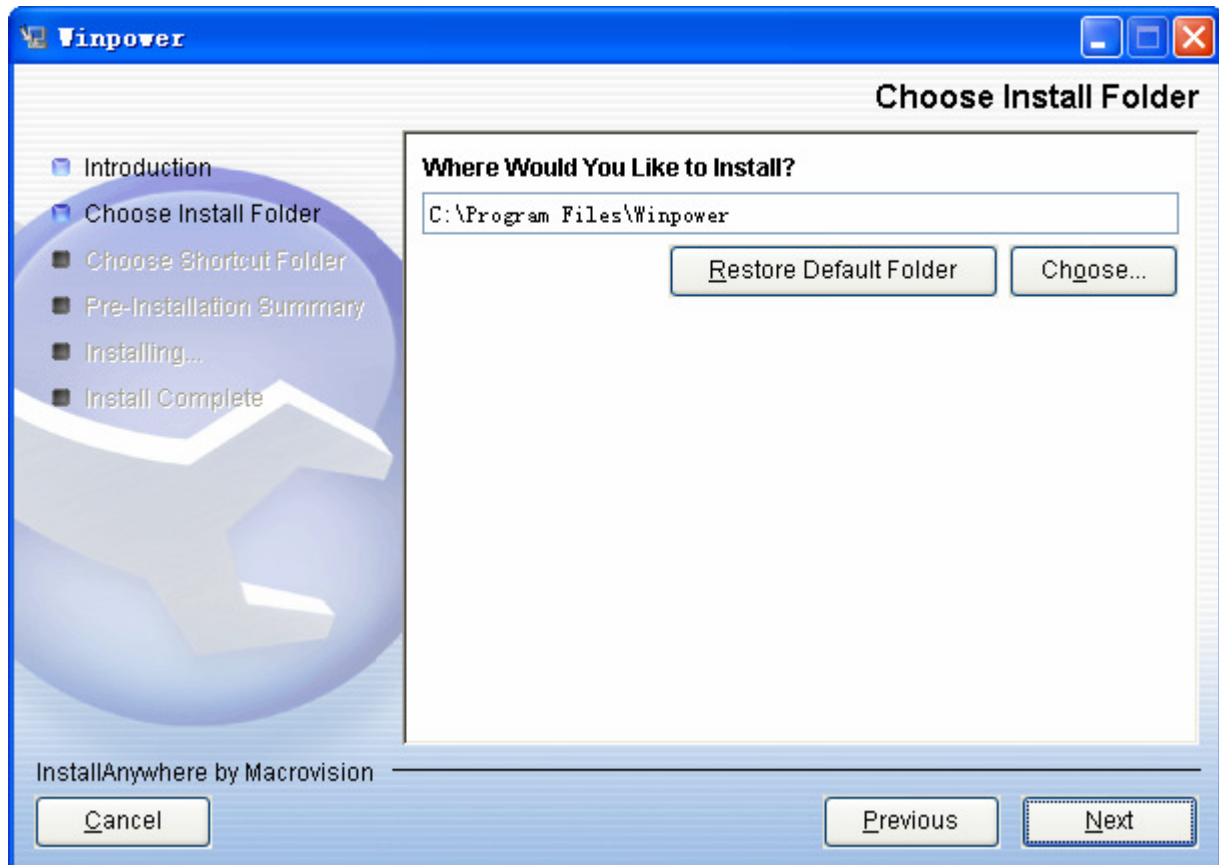 Winpower
Choose Install Folder
Introduction
Choose Install Folder
Choose Shortcut Folder
Pre-Installation Summary
Installing...
Install Complete
Where Would You Like to Install?
C:\Program Files\Winpower
Restore Default Folder
Choose...
InstallAnywhere by Macrovision
Cancel
Previous
Next